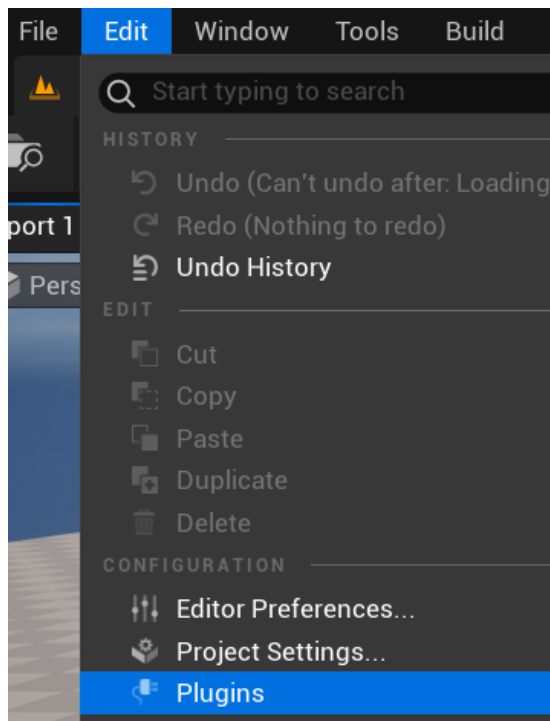 File Edit Window Tools Build
Start typing to search
HISTORY
Undo (Can't undo after: Loading
Redo (Nothing to redo)
port 1
Undo History
Pers
EDIT
Cut
Copy
Paste
Duplicate
Delete
CONFIGURATION
Editor Preferences...
Project Settings...
Plugins